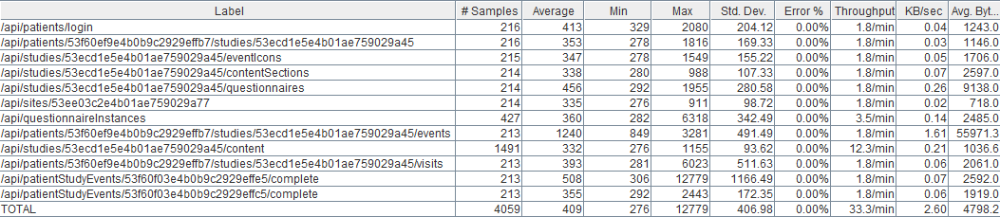 Label # Samples Average Min Max Std. Dev. Error % Throughput KB/sec Avg. Byt...
/api/patients/login 216 413 329 2080 204.12 0.00% 1.8/min 0.04 1243.0
/api/patients/53f60ef9e4b0b9c2929effb7/studies/53ecd1e5e4b01ae759029a45 216 353 278 1816 169.33 0.00% 1.8/min 0.03 1146.0
/api/studies/53ecd1e5e4b01ae759029a45/eventIcons 215 347 278 1549 155.22 0.00% 1.8/min 0.05 1706.0
/api/studies/53ecd1e5e4b01ae759029a45/contentSections 214 338 280 988 107.33 0.00% 1.8/min 0.07 2597.0
/api/studies/53ecd1e5e4b01ae759029a45/questionnaires 214 456 292 1955 280.58 0.00% 1.8/min 0.26 9138.0
/api/sites/53ee03c2e4b01ae759029a77 214 335 276 911 98.72 0.00% 1.8/min 0.02 718.0
/api/questionnaireInstances 427 360 282 6318 342.49 0.00% 3.5/min 0.14 2485.0
/api/patients/53f60ef9e4b0b9c2929effb7/studies/53ecd1e5e4b01ae759029a45/events 213 1240 849 3281 491.49 0.00% 1.8/min 1.61 55971.3
/api/studies/53ecd1e5e4b01ae759029a45/content 1491 332 276 1155 93.62 0.00% 12.3/min 0.21 1036.6
/api/patients/53f60ef9e4b0b9c2929effb7/studies/53ecd1e5e4b01ae759029a45/visits 213 393 281 6023 511.63 0.00% 1.8/min 0.06 2061.0
/api/patientStudyEvents/53f60f03e4b0b9c2929effe5/complete 213 508 306 12779 1166.49 0.00% 1.8/min 0.07 2592.0
/api/patientStudyEvents/53f60f03e4b0b9c2929effc5/complete 213 355 292 2443 172.35 0.00% 1.8/min 0.06 1919.0
TOTAL 4059 409 276 12779 406.98 0.00% 33.3/min 2.60 4798.2